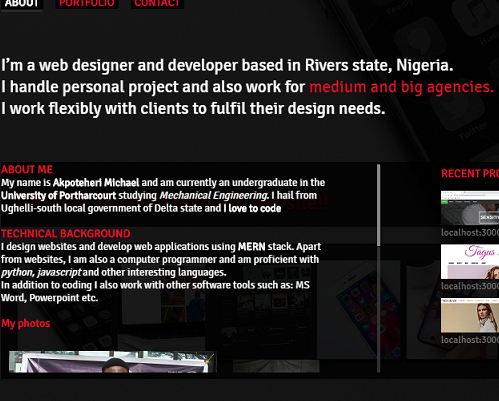 ABOUT PORTFOLIO CONTACT
I'm a web designer and developer based in Rivers state, Nigeria.
I handle personal project and also work for medium and big agencies.
I work flexibly with clients to fulfil their design needs.
ABOUT ME
My name is Akpoteheri Michael and am currently an undergraduate in the
University of Portharcourt studying Mechanical Engineering. I hail from
Ughelli-south local government of Delta state and I love to code
TECHNICAL BACKGROUND
I design websites and develop web applications using MERN stack. Apart
from websites, I am also a computer programmer and am proficient with
python, javascript and other interesting languages.
In addition to coding I also work with other software tools such as: MS
Word, Powerpoint etc.
My photos
RECENT PRO
SENSITI
localhost:3000
Tagus
localhost:3000
localhost:3000